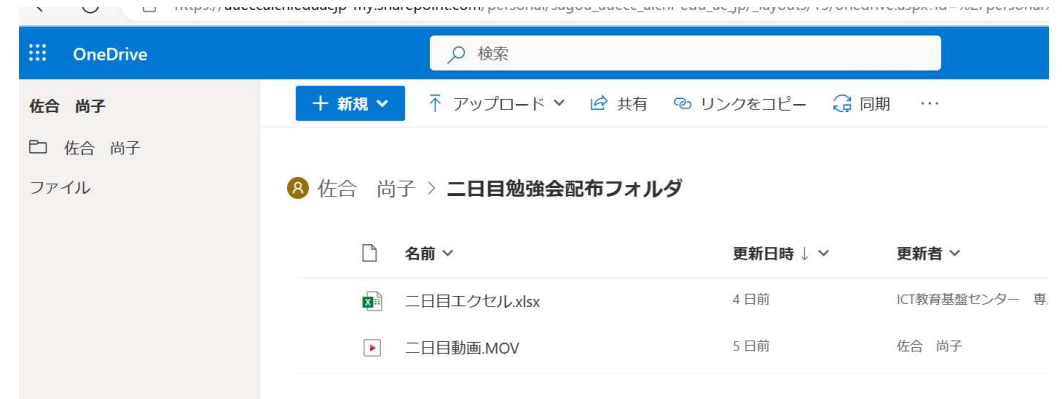 OneDrive
検索
佐合　尚子
＋ 新規
アップロード
共有
リンクをコピー
同期
…
佐合　尚子
ファイル
佐合　尚子 > 二日目勉強会配布フォルダ
名前
更新日時 ↓
更新者
二日目エクセル.xlsx
4 日前
ICT教育基盤センター　専
二日目動画.MOV
5 日前
佐合　尚子